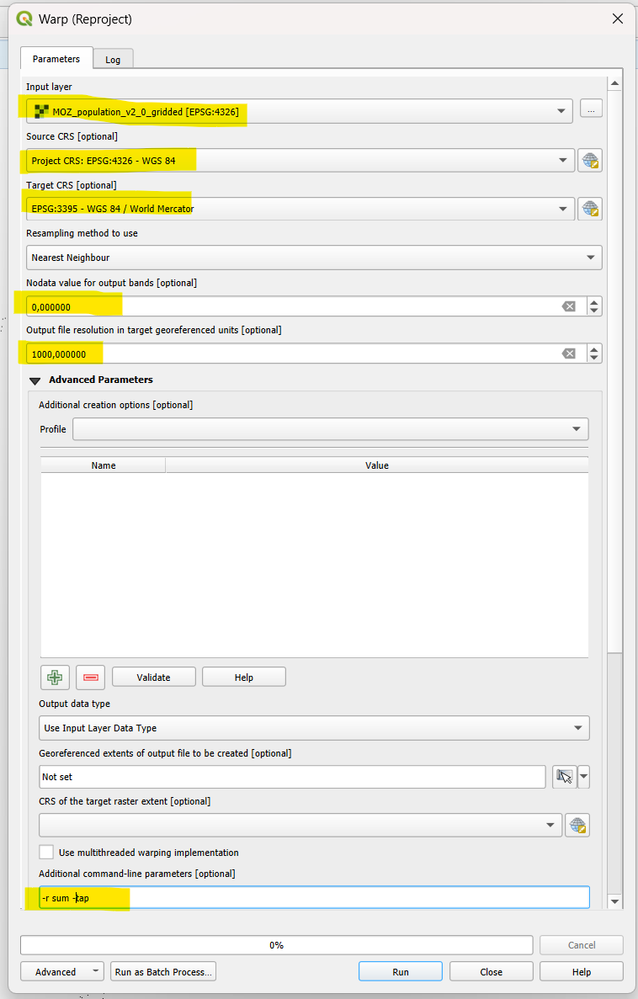 Warp (Reproject)
Parameters
Log
Input layer
MOZ_population_v2_0_gridded [EPSG:4326]
...
Source CRS [optional]
Project CRS: EPSG:4326 - WGS 84
Target CRS [optional]
EPSG:3395 - WGS 84 / World Mercator
Resampling method to use
Nearest Neighbour
Nodata value for output bands [optional]
0,000000
Output file resolution in target georeferenced units [optional]
1000,000000
Advanced Parameters
Additional creation options [optional]
Profile
Name Value
Validate Help
Output data type
Use Input Layer Data Type
Georeferenced extents of output file to be created [optional]
Not set
CRS of the target raster extent [optional]
Use multithreaded warping implementation
Additional command-line parameters [optional]
-r sum -tap
0% Cancel
Advanced Run as Batch Process... Run Close Help